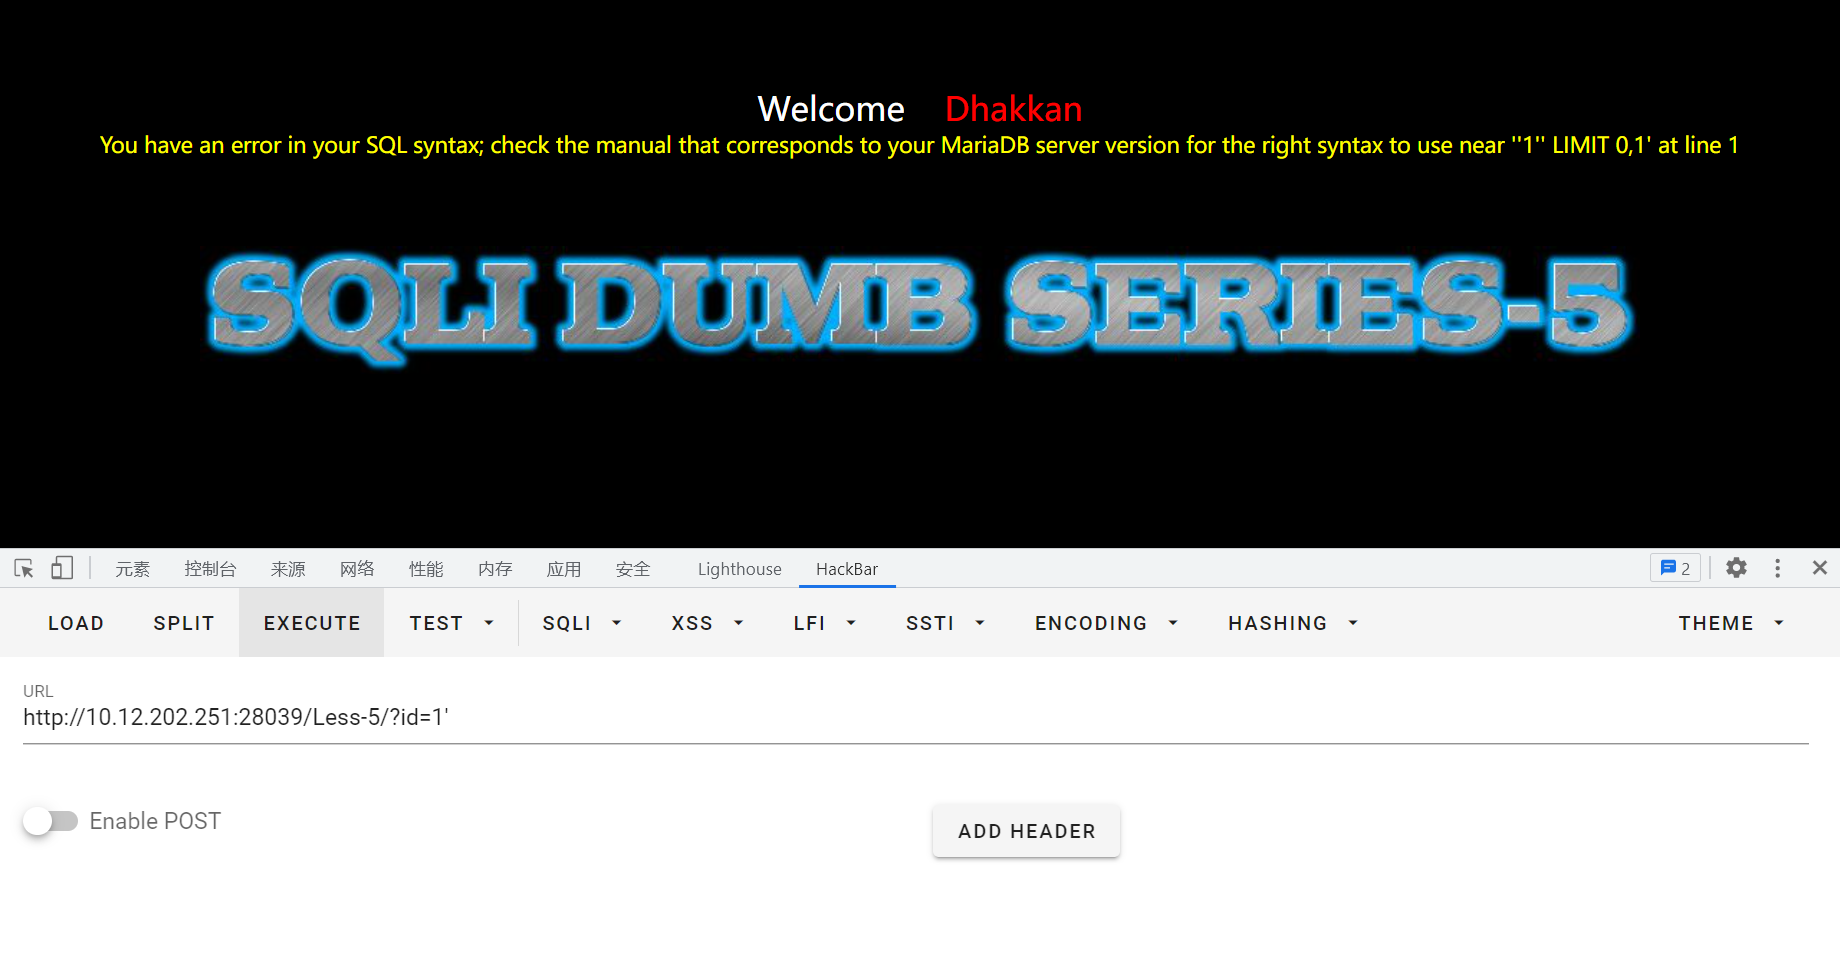 Welcome Dhakkan
You have an error in your SQL syntax; check the manual that corresponds to your MariaDB server version for the right syntax to use near ''1'' LIMIT 0,1' at line 1
SQLI DUMB SERIES-5
元素 控制台 来源 网络 性能 内存 应用 安全 Lighthouse HackBar 2
LOAD SPLIT EXECUTE TEST SQLI XSS LFI SSTI ENCODING HASHING THEME
URL
http://10.12.202.251:28039/Less-5/?id=1'
Enable POST
ADD HEADER